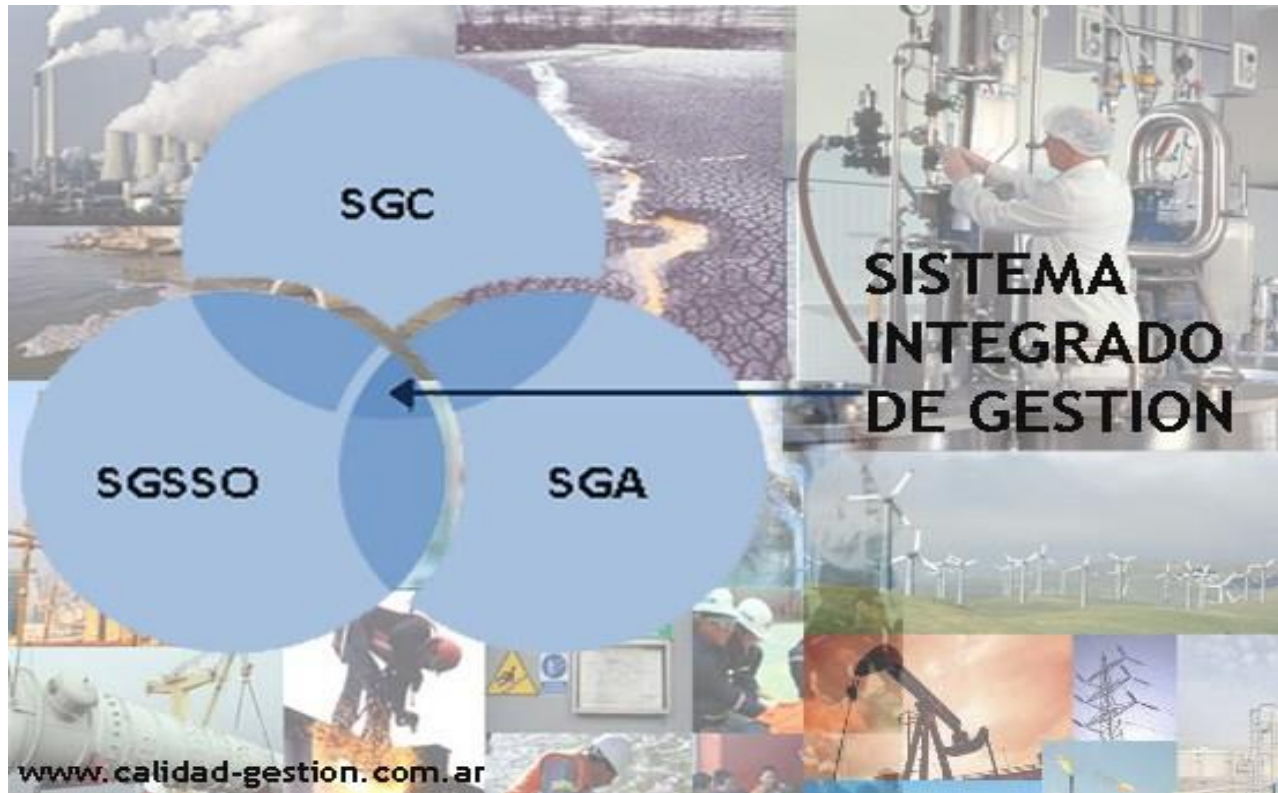 SGC
SISTEMA
INTEGRADO
DE GESTION
SGSSO
SGA
www.calidad-gestion.com.ar